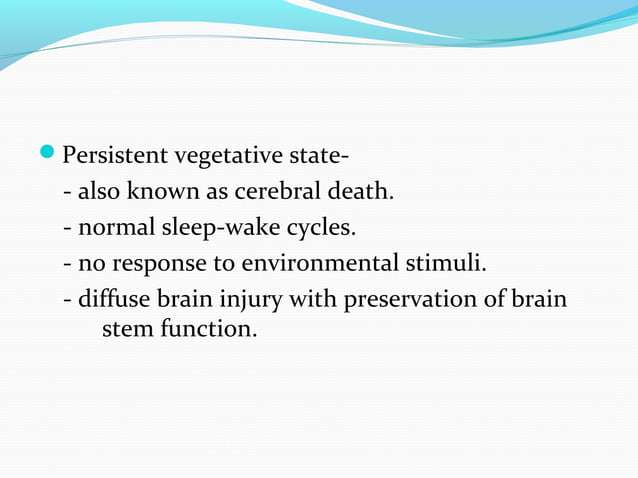 Persistent vegetative state-
- also known as cerebral death.
- normal sleep-wake cycles.
- no response to environmental stimuli.
- diffuse brain injury with preservation of brain
stem function.